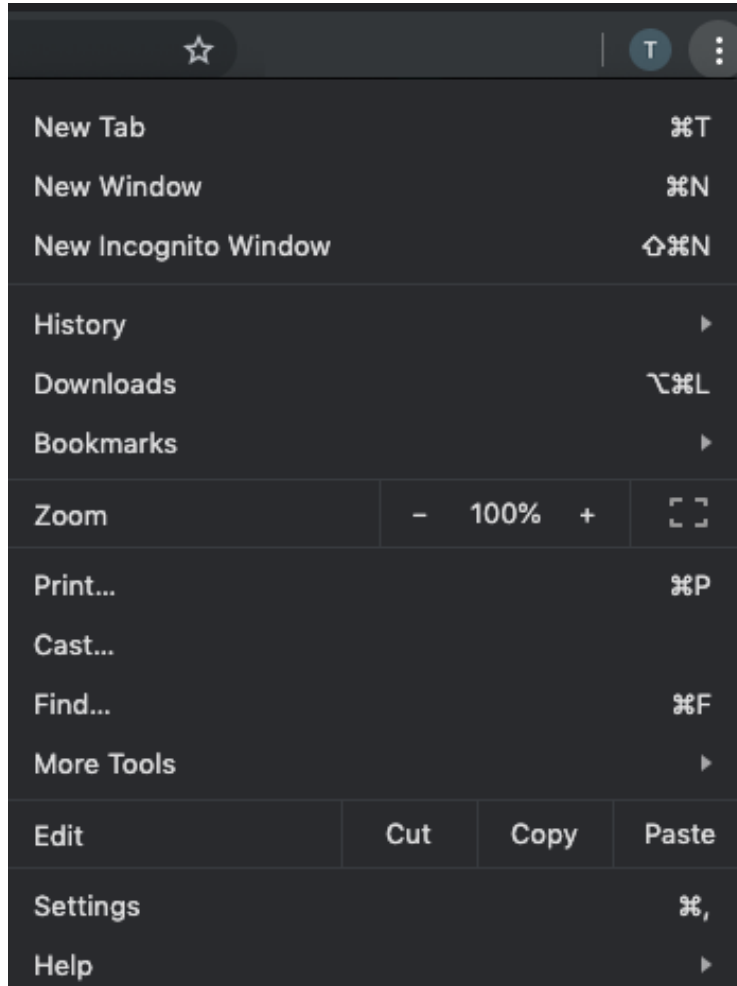 T
New Tab ⌘T
New Window ⌘N
New Incognito Window ⇧⌘N
History
Downloads ⌥⌘L
Bookmarks
Zoom - 100% +
Print... ⌘P
Cast...
Find... ⌘F
More Tools
Edit Cut Copy Paste
Settings ⌘,
Help